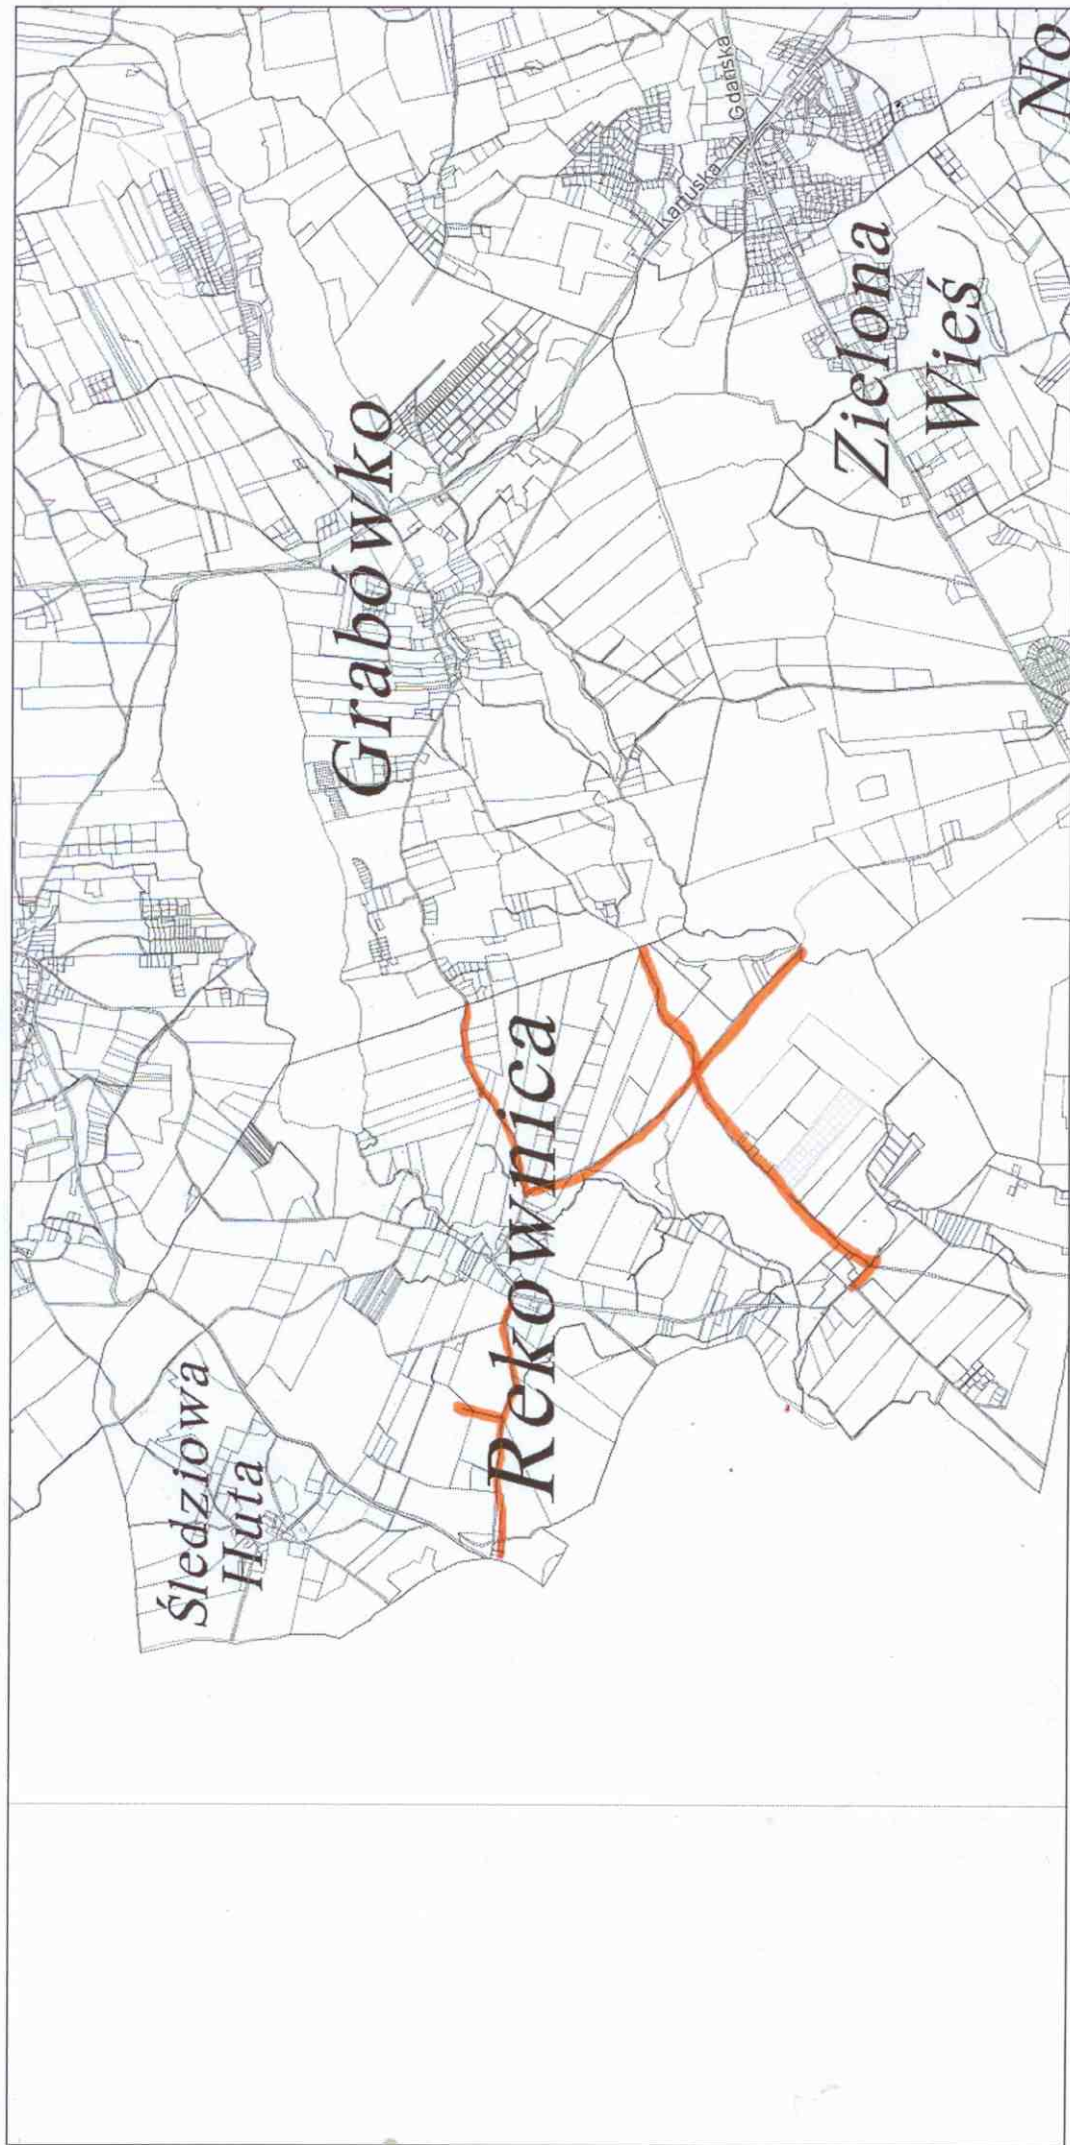 Śledziowa
Huta
Grabówko
Rekownica
Zielona
Wieś
Kartuska
Gdańska
No